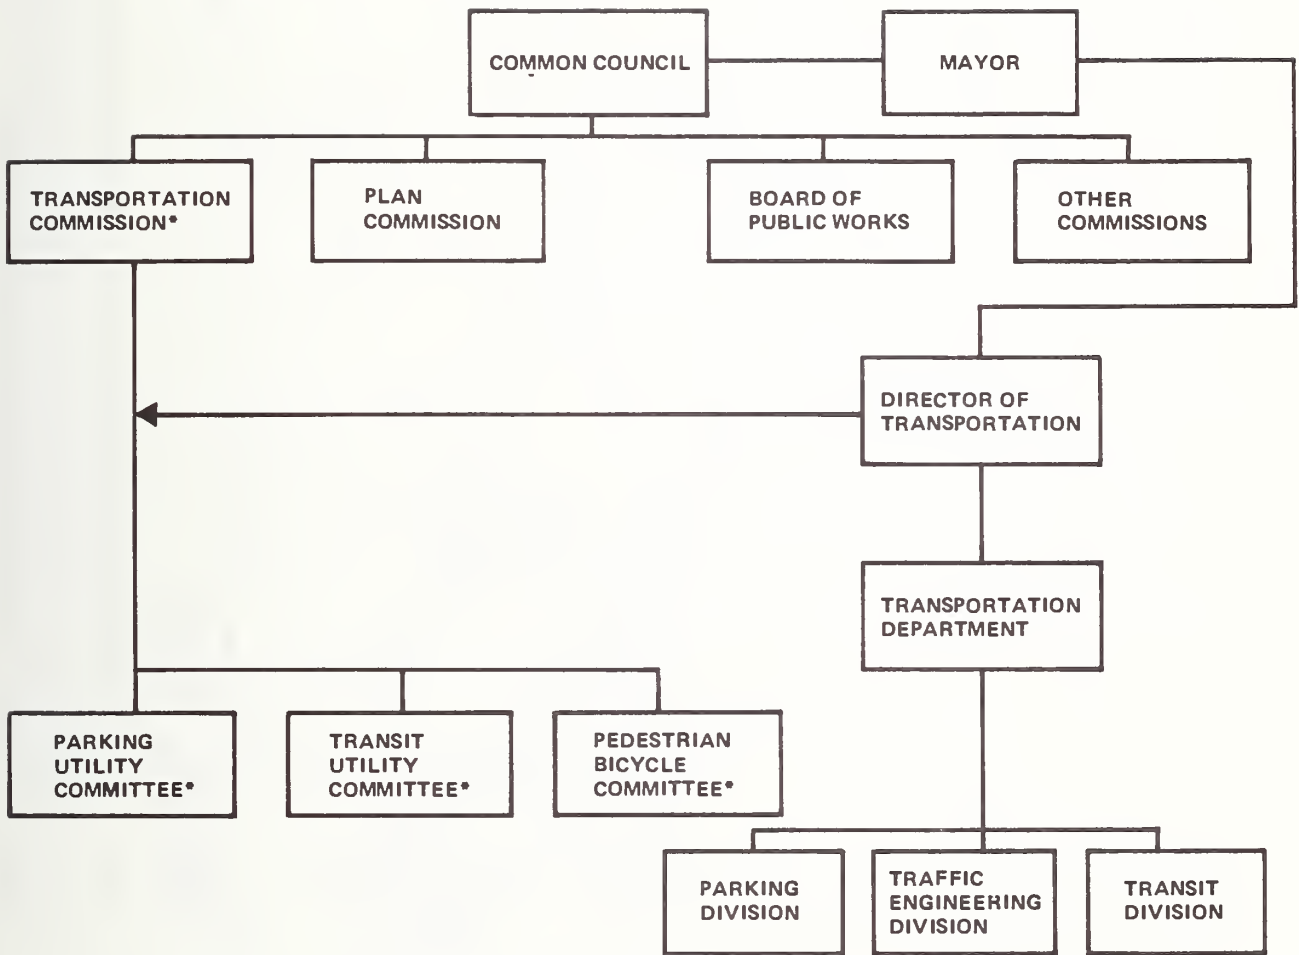 COMMON COUNCIL
MAYOR
TRANSPORTATION
COMMISSION*
PLAN
COMMISSION
BOARD OF
PUBLIC WORKS
OTHER
COMMISSIONS
DIRECTOR OF
TRANSPORTATION
TRANSPORTATION
DEPARTMENT
PARKING
UTILITY
COMMITTEE*
TRANSIT
UTILITY
COMMITTEE*
PEDESTRIAN
BICYCLE
COMMITTEE*
PARKING
DIVISION
TRAFFIC
ENGINEERING
DIVISION
TRANSIT
DIVISION